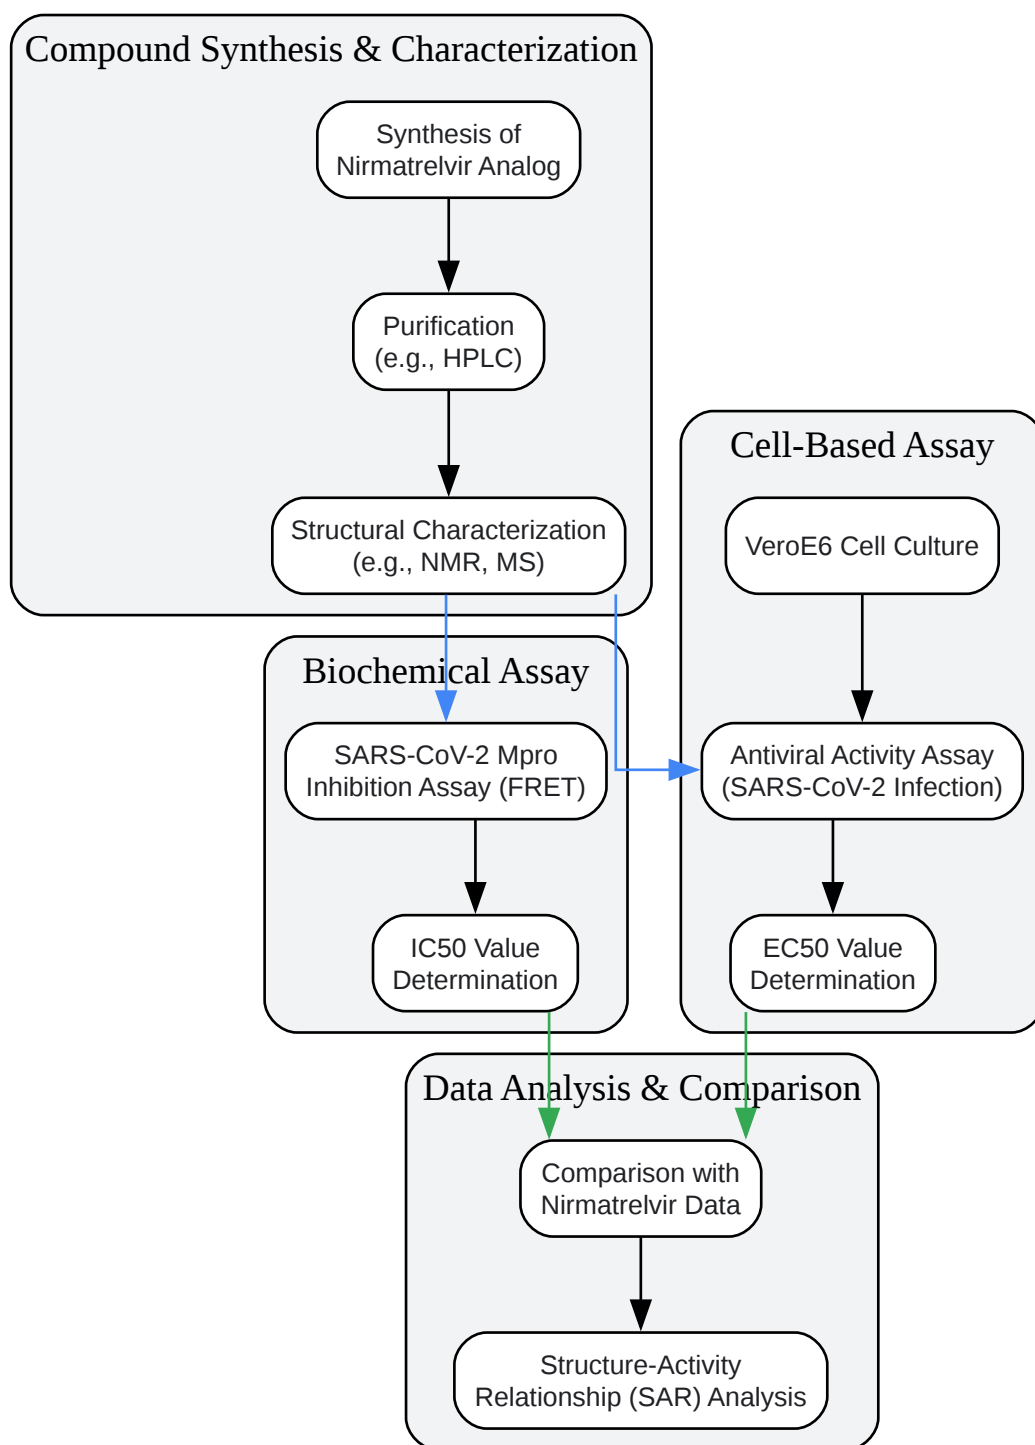 Compound Synthesis & Characterization
Synthesis of
Nirmatrelvir Analog
Purification
(e.g., HPLC)
Structural Characterization
(e.g., NMR, MS)
Cell-Based Assay
VeroE6 Cell Culture
Biochemical Assay
SARS-CoV-2 Mpro
Inhibition Assay (FRET)
Antiviral Activity Assay
(SARS-CoV-2 Infection)
IC50 Value
Determination
EC50 Value
Determination
Data Analysis & Comparison
Comparison with
Nirmatrelvir Data
Structure-Activity
Relationship (SAR) Analysis